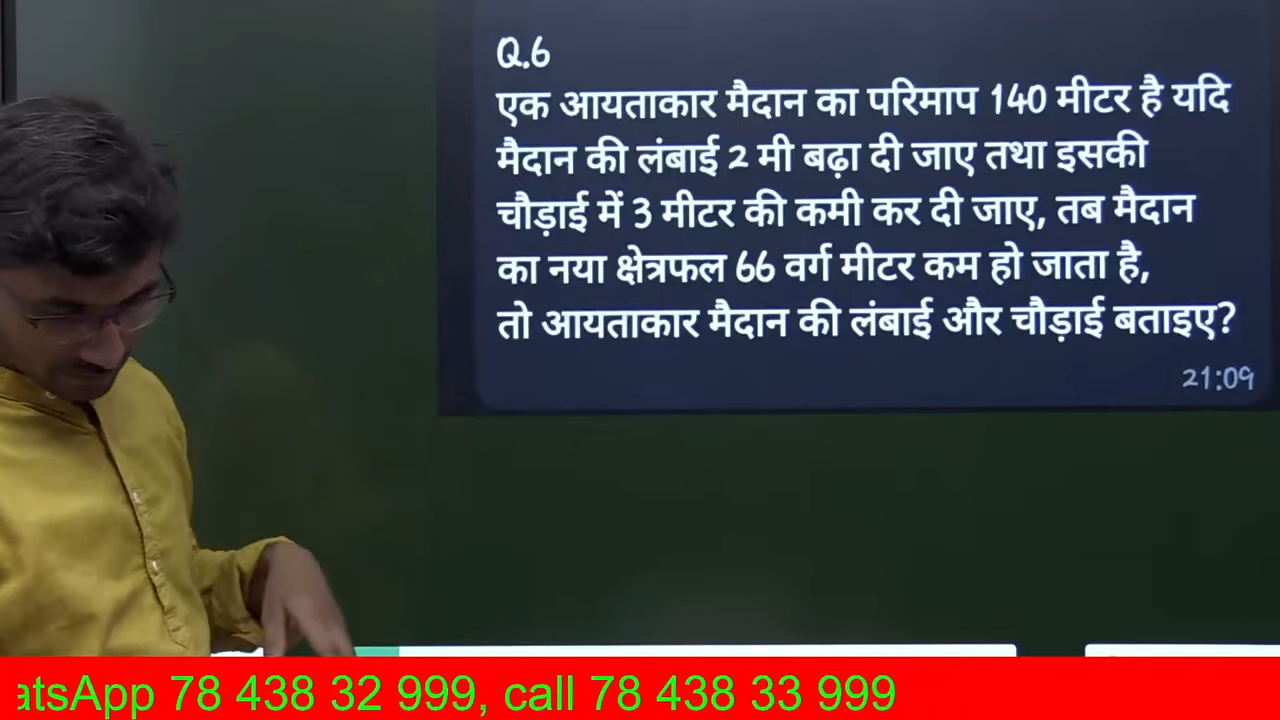 Q.6
एक आयताकार मैदान का परिमाप 140 मीटर है यदि
मैदान की लंबाई 2 मी बढ़ा दी जाए तथा इसकी
चौड़ाई में 3 मीटर की कमी कर दी जाए, तब मैदान
का नया क्षेत्रफल 66 वर्ग मीटर कम हो जाता है,
तो आयताकार मैदान की लंबाई और चौड़ाई बताइए?
21:09
atsApp 78 438 32 999, call 78 438 33 999